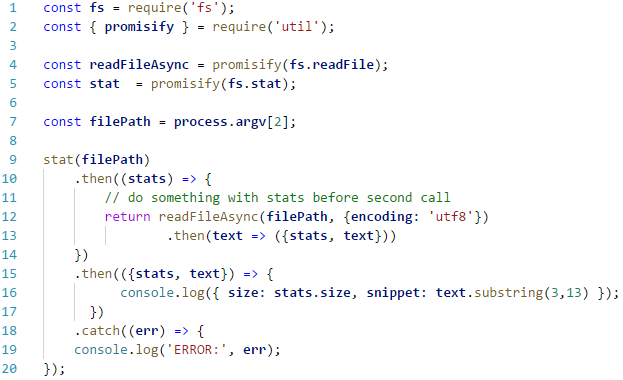 1 const fs = require('fs');
2 const { promisify } = require('util');
3
4 const readFileAsync = promisify(fs.readFile);
5 const stat  = promisify(fs.stat);
6
7 const filePath = process.argv[2];
8
9 stat(filePath)
10     .then((stats) => {
11         // do something with stats before second call
12         return readFileAsync(filePath, {encoding: 'utf8'})
13                 .then(text => ({stats, text}))
14     })
15     .then(({stats, text}) => {
16           console.log({ size: stats.size, snippet: text.substring(3,13) });
17       })
18     .catch((err) => {
19     console.log('ERROR:', err);
20 });